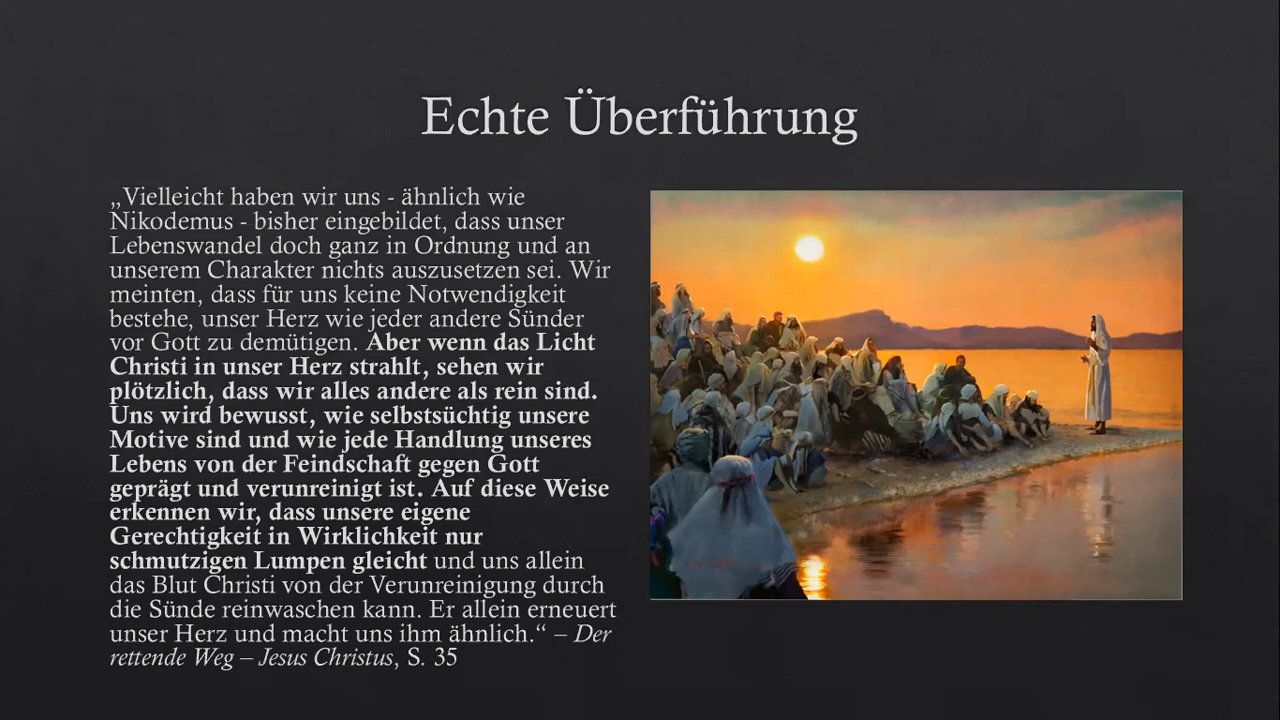 Echte Überführung
„Vielleicht haben wir uns - ähnlich wie
Nikodemus - bisher eingebildet, dass unser
Lebenswandel doch ganz in Ordnung und an
unserem Charakter nichts auszusetzen sei. Wir
meinten, dass für uns keine Notwendigkeit
bestehe, unser Herz wie jeder andere Sünder
vor Gott zu demütigen. Aber wenn das Licht
Christi in unser Herz strahlt, sehen wir
plötzlich, dass wir alles andere als rein sind.
Uns wird bewusst, wie selbstsüchtig unsere
Motive sind und wie jede Handlung unseres
Lebens von der Feindschaft gegen Gott
geprägt und verunreinigt ist. Auf diese Weise
erkennen wir, dass unsere eigene
Gerechtigkeit in Wirklichkeit nur
schmutzigen Lumpen gleicht und uns allein
das Blut Christi von der Verunreinigung durch
die Sünde reinwaschen kann. Er allein erneuert
unser Herz und macht uns ihm ähnlich.“ – Der
rettende Weg – Jesus Christus, S. 35